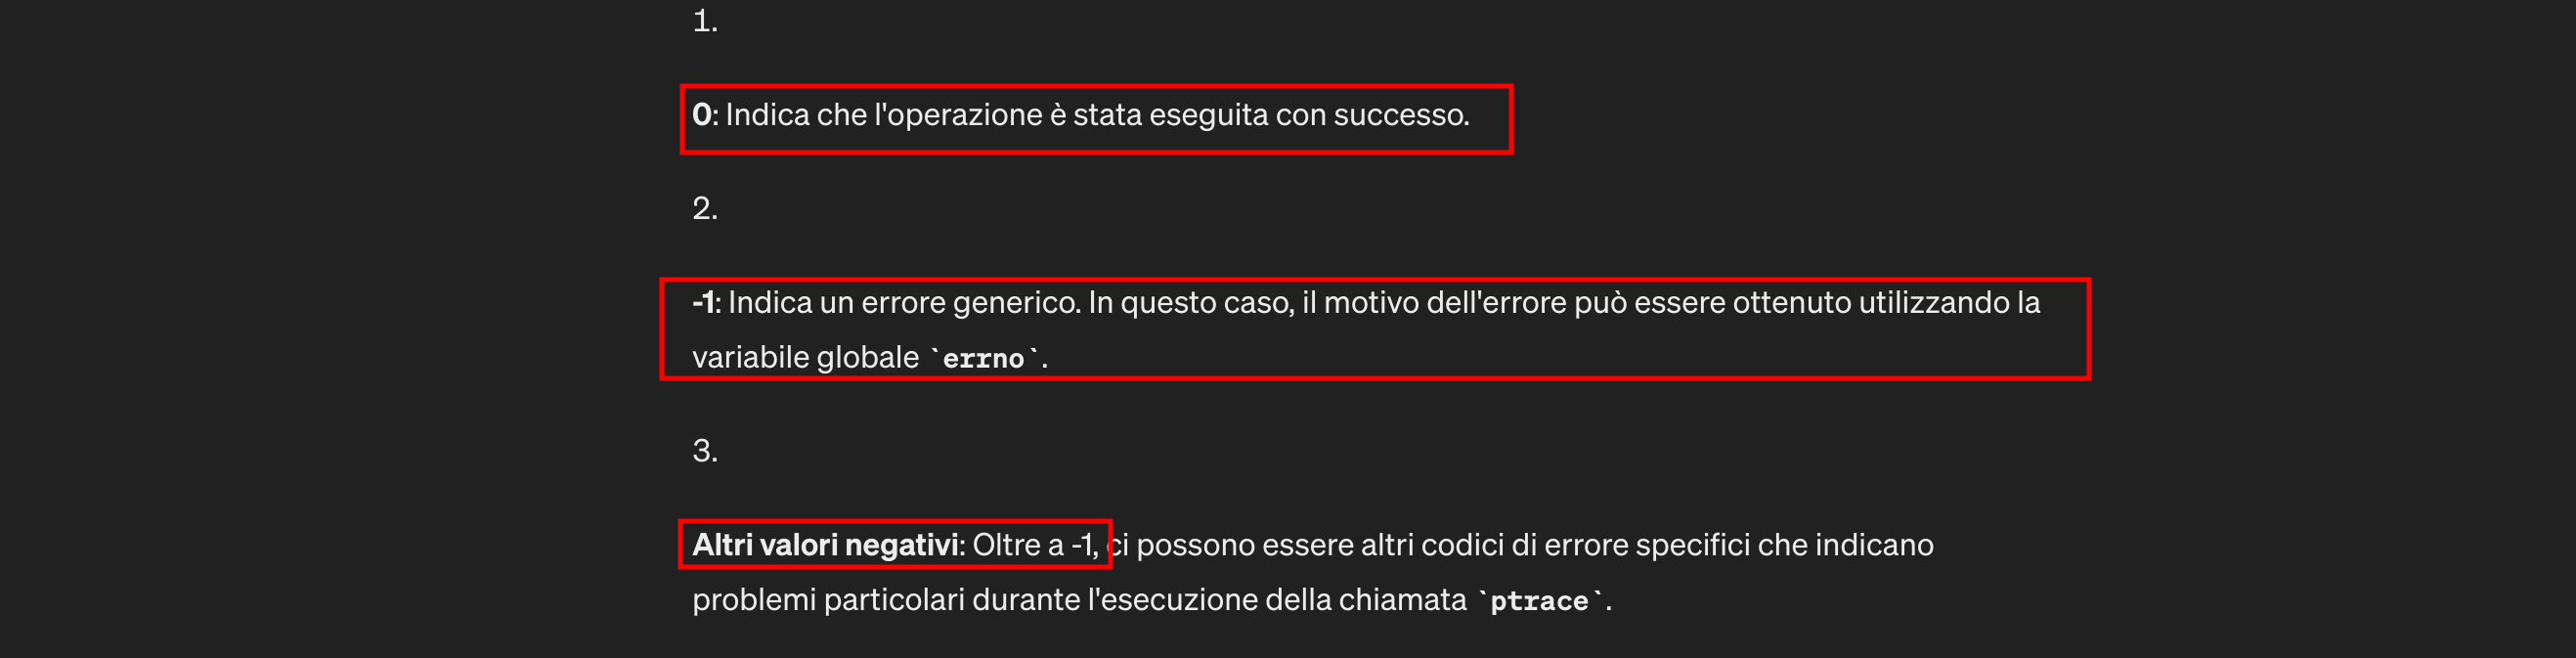 1.
0: Indica che l'operazione è stata eseguita con successo.
2.
-1: Indica un errore generico. In questo caso, il motivo dell'errore può essere ottenuto utilizzando la
variabile globale `errno`.
3.
Altri valori negativi: Oltre a -1, ci possono essere altri codici di errore specifici che indicano
problemi particolari durante l'esecuzione della chiamata `ptrace`.